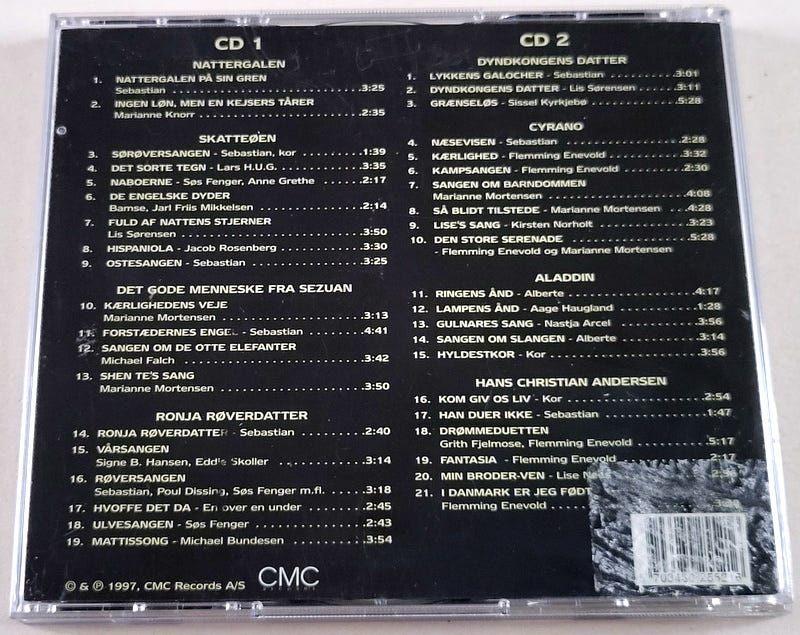 CD 1
NATTERGALEN
1. NATTERGALEN PÅ SIN GREN
Sebastian ...3:25
2. INGEN LØN, MEN EN KEJSERS TÅRER
Marianne Knorr ...2:35
SKATTEØEN
3. SØRØVERSANGEN - Sebastian, kor ...1:39
4. DET SORTE TEGN - Lars H.U.G. ...3:35
5. NABOERNE - Søs Fenger, Anne Grethe ...2:17
6. DE ENGELSKE DYDER
Bamse, Jarl Friis Mikkelsen ...2:14
7. FULD AF NATTENS STJERNER
Lis Sørensen ...3:50
8. HISPANIOLA - Jacob Rosenberg ...3:30
9. OSTESANGEN - Sebastian ...3:25
DET GODE MENNESKE FRA SEZUAN
10. KÆRLIGHEDENS VEJE
Marianne Mortensen ...3:13
11. FORSTÆDERNES ENGEL - Sebastian ...4:41
12. SANGEN OM DE OTTE ELEFANTER
Michael Falch ...3:42
13. SHEN TE'S SANG
Marianne Mortensen ...3:50
RONJA RØVERDATTER
14. RONJA RØVERDATTER - Sebastian ...2:40
15. VÅRSANGEN
Signe B. Hansen, Eddie Skoller ...3:14
16. RØVERSANGEN
Sebastian, Poul Dissing, Søs Fenger m.fl. ...3:18
17. HVOFFE DET DA - En over en under ...2:45
18. ULVESANGEN - Søs Fenger ...2:43
19. MATTISSONG - Michael Bundesen ...3:54
© & ℗ 1997, CMC Records A/S
CMC
CD 2
DYNDKONGENS DATTER
1. LYKKENS GALOCHER - Sebastian ...3:01
2. DYNDKONGENS DATTER - Lis Sørensen ...3:11
3. GRÆNSELØS - Sissel Kyrkjebø ...5:28
CYRANO
4. NÆSEVISEN - Sebastian ...2:28
5. KÆRLIGHED - Flemming Enevold ...3:32
6. KAMPSANGEN - Flemming Enevold ...2:30
7. SANGEN OM BARNDOMMEN
Marianne Mortensen ...4:08
8. SÅ BLIDT TILSTEDE - Marianne Mortensen ...4:28
9. LISE'S SANG - Kirsten Norholt ...3:23
10. DEN STORE SERENADE ...5:28
- Flemming Enevold og Marianne Mortensen
ALADDIN
11. RINGENS ÅND - Alberte ...4:17
12. LAMPENS ÅND - Aage Haugland ...1:28
13. GULNARES SANG - Nastja Arcel ...3:56
14. SANGEN OM SLANGEN - Alberte ...3:14
15. HYLDESTKOR - Kor ...3:56
HANS CHRISTIAN ANDERSEN
16. KOM GIV OS LIV - Kor ...2:54
17. HAN DUER IKKE - Sebastian ...1:47
18. DRØMMEDUETTEN
Grith Fjelmose, Flemming Enevold ...5:17
19. FANTASIA - Flemming Enevold ...2:17
20. MIN BRODER-VEN - Lise
21. I DANMARK ER JEG FØDT
Flemming Enevold